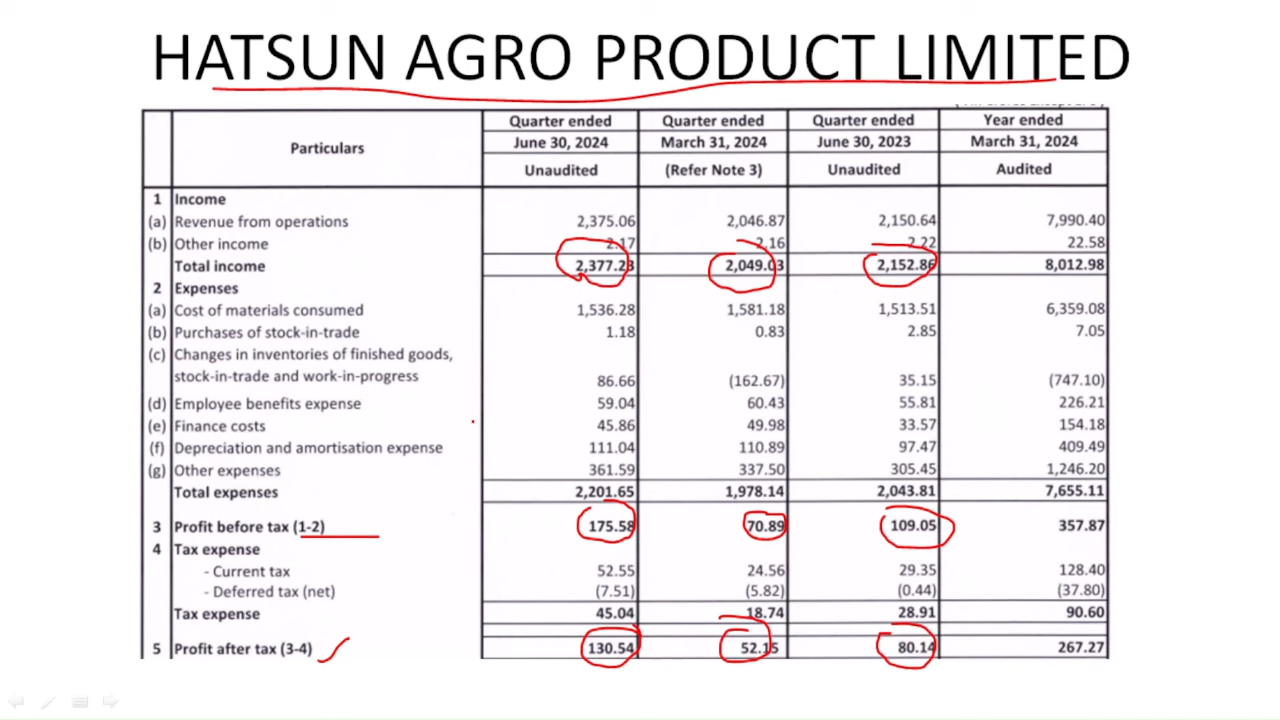 HATSUN AGRO PRODUCT LIMITED
Particulars
Quarter ended Quarter ended Quarter ended Year ended
June 30, 2024 March 31, 2024 June 30, 2023 March 31, 2024
Unaudited (Refer Note 3) Unaudited Audited
1 Income
(a) Revenue from operations 2,375.06 2,046.87 2,150.64 7,990.40
(b) Other income 2.17 2.16 2.22 22.58
Total income 2,377.23 2,049.03 2,152.86 8,012.98
2 Expenses
(a) Cost of materials consumed 1,536.28 1,581.18 1,513.51 6,359.08
(b) Purchases of stock-in-trade 1.18 0.83 2.85 7.05
(c) Changes in inventories of finished goods,
stock-in-trade and work-in-progress 86.66 (162.67) 35.15 (747.10)
(d) Employee benefits expense 59.04 60.43 55.81 226.21
(e) Finance costs 45.86 49.98 33.57 154.18
(f) Depreciation and amortisation expense 111.04 110.89 97.47 409.49
(g) Other expenses 361.59 337.50 305.45 1,246.20
Total expenses 2,201.65 1,978.14 2,043.81 7,655.11
3 Profit before tax (1-2) 175.58 70.89 109.05 357.87
4 Tax expense
- Current tax 52.55 24.56 29.35 128.40
- Deferred tax (net) (7.51) (5.82) (0.44) (37.80)
Tax expense 45.04 18.74 28.91 90.60
5 Profit after tax (3-4) 130.54 52.15 80.14 267.27